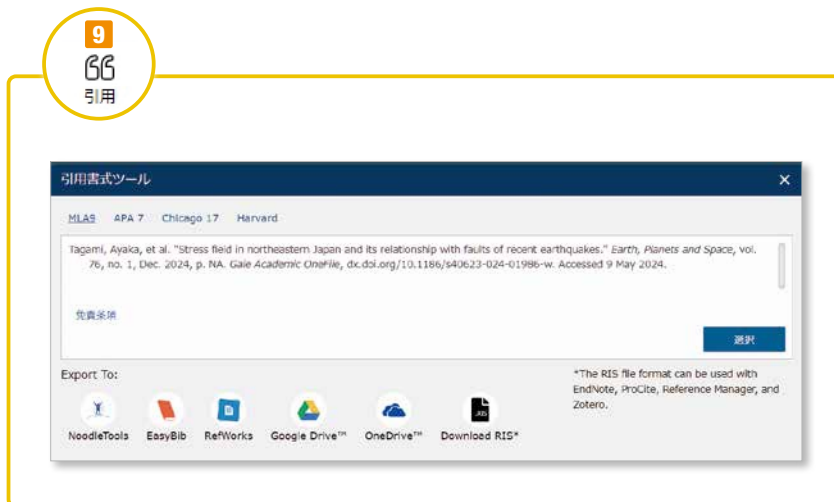 9
引用
引用書式ツール ×
MLA9 APA 7 Chicago 17 Harvard
Tagami, Ayaka, et al. "Stress field in northeastern Japan and its relationship with faults of recent earthquakes." Earth, Planets and Space, vol.
76, no. 1, Dec. 2024, p. NA. Gale Academic OneFile, dx.doi.org/10.1186/s40623-024-01986-w. Accessed 9 May 2024.
免責条項
選択
Export To:
*The RIS file format can be used with
EndNote, ProCite, Reference Manager, and
Zotero.
NoodleTools EasyBib RefWorks Google Drive™ OneDrive™ Download RIS*